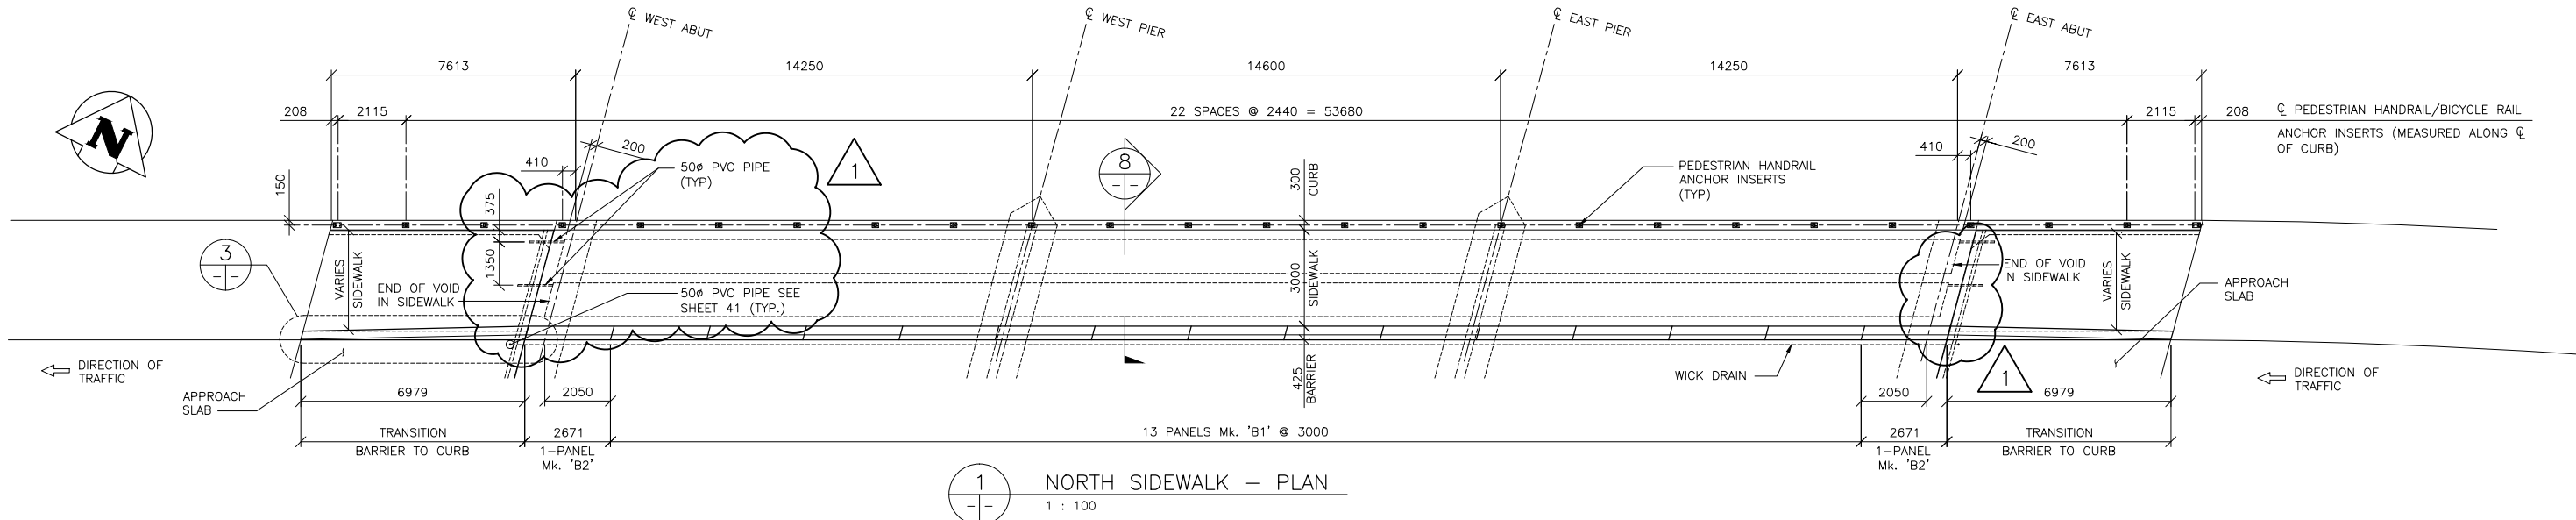 ℄ WEST ABUT
℄ WEST PIER
℄ EAST PIER
℄ EAST ABUT
7613
14250
14600
14250
7613
208
2115
22 SPACES @ 2440 = 53680
2115
208
℄ PEDESTRIAN HANDRAIL/BICYCLE RAIL
ANCHOR INSERTS (MEASURED ALONG ℄
OF CURB)
N
410
200
50ø PVC PIPE
(TYP)
1
8
--
300
CURB
PEDESTRIAN HANDRAIL
ANCHOR INSERTS
(TYP)
410
200
150
375
1350
3
--
VARIES
SIDEWALK
END OF VOID
IN SIDEWALK
50ø PVC PIPE SEE
SHEET 41 (TYP.)
3000
SIDEWALK
END OF VOID
IN SIDEWALK
VARIES
SIDEWALK
APPROACH
SLAB
DIRECTION OF
TRAFFIC
APPROACH
SLAB
425
BARRIER
WICK DRAIN
1
DIRECTION OF
TRAFFIC
6979
2050
2050
6979
TRANSITION
BARRIER TO CURB
2671
1-PANEL
Mk. 'B2'
13 PANELS Mk. 'B1' @ 3000
2671
1-PANEL
Mk. 'B2'
TRANSITION
BARRIER TO CURB
1
--
NORTH SIDEWALK - PLAN
1 : 100